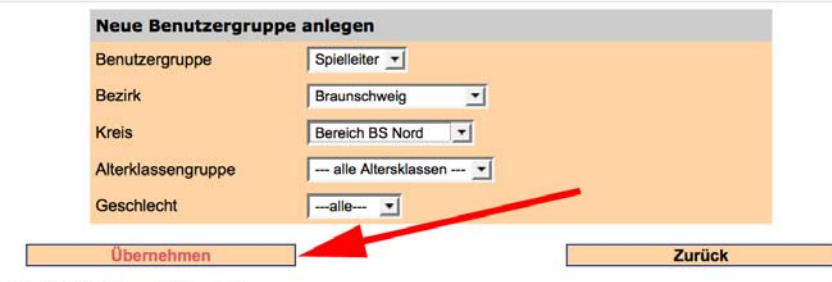 Neue Benutzergruppe anlegen
Benutzergruppe Spielleiter
Bezirk Braunschweig
Kreis Bereich BS Nord
Alterklassengruppe --- alle Altersklassen ---
Geschlecht ---alle---
Übernehmen Zurück